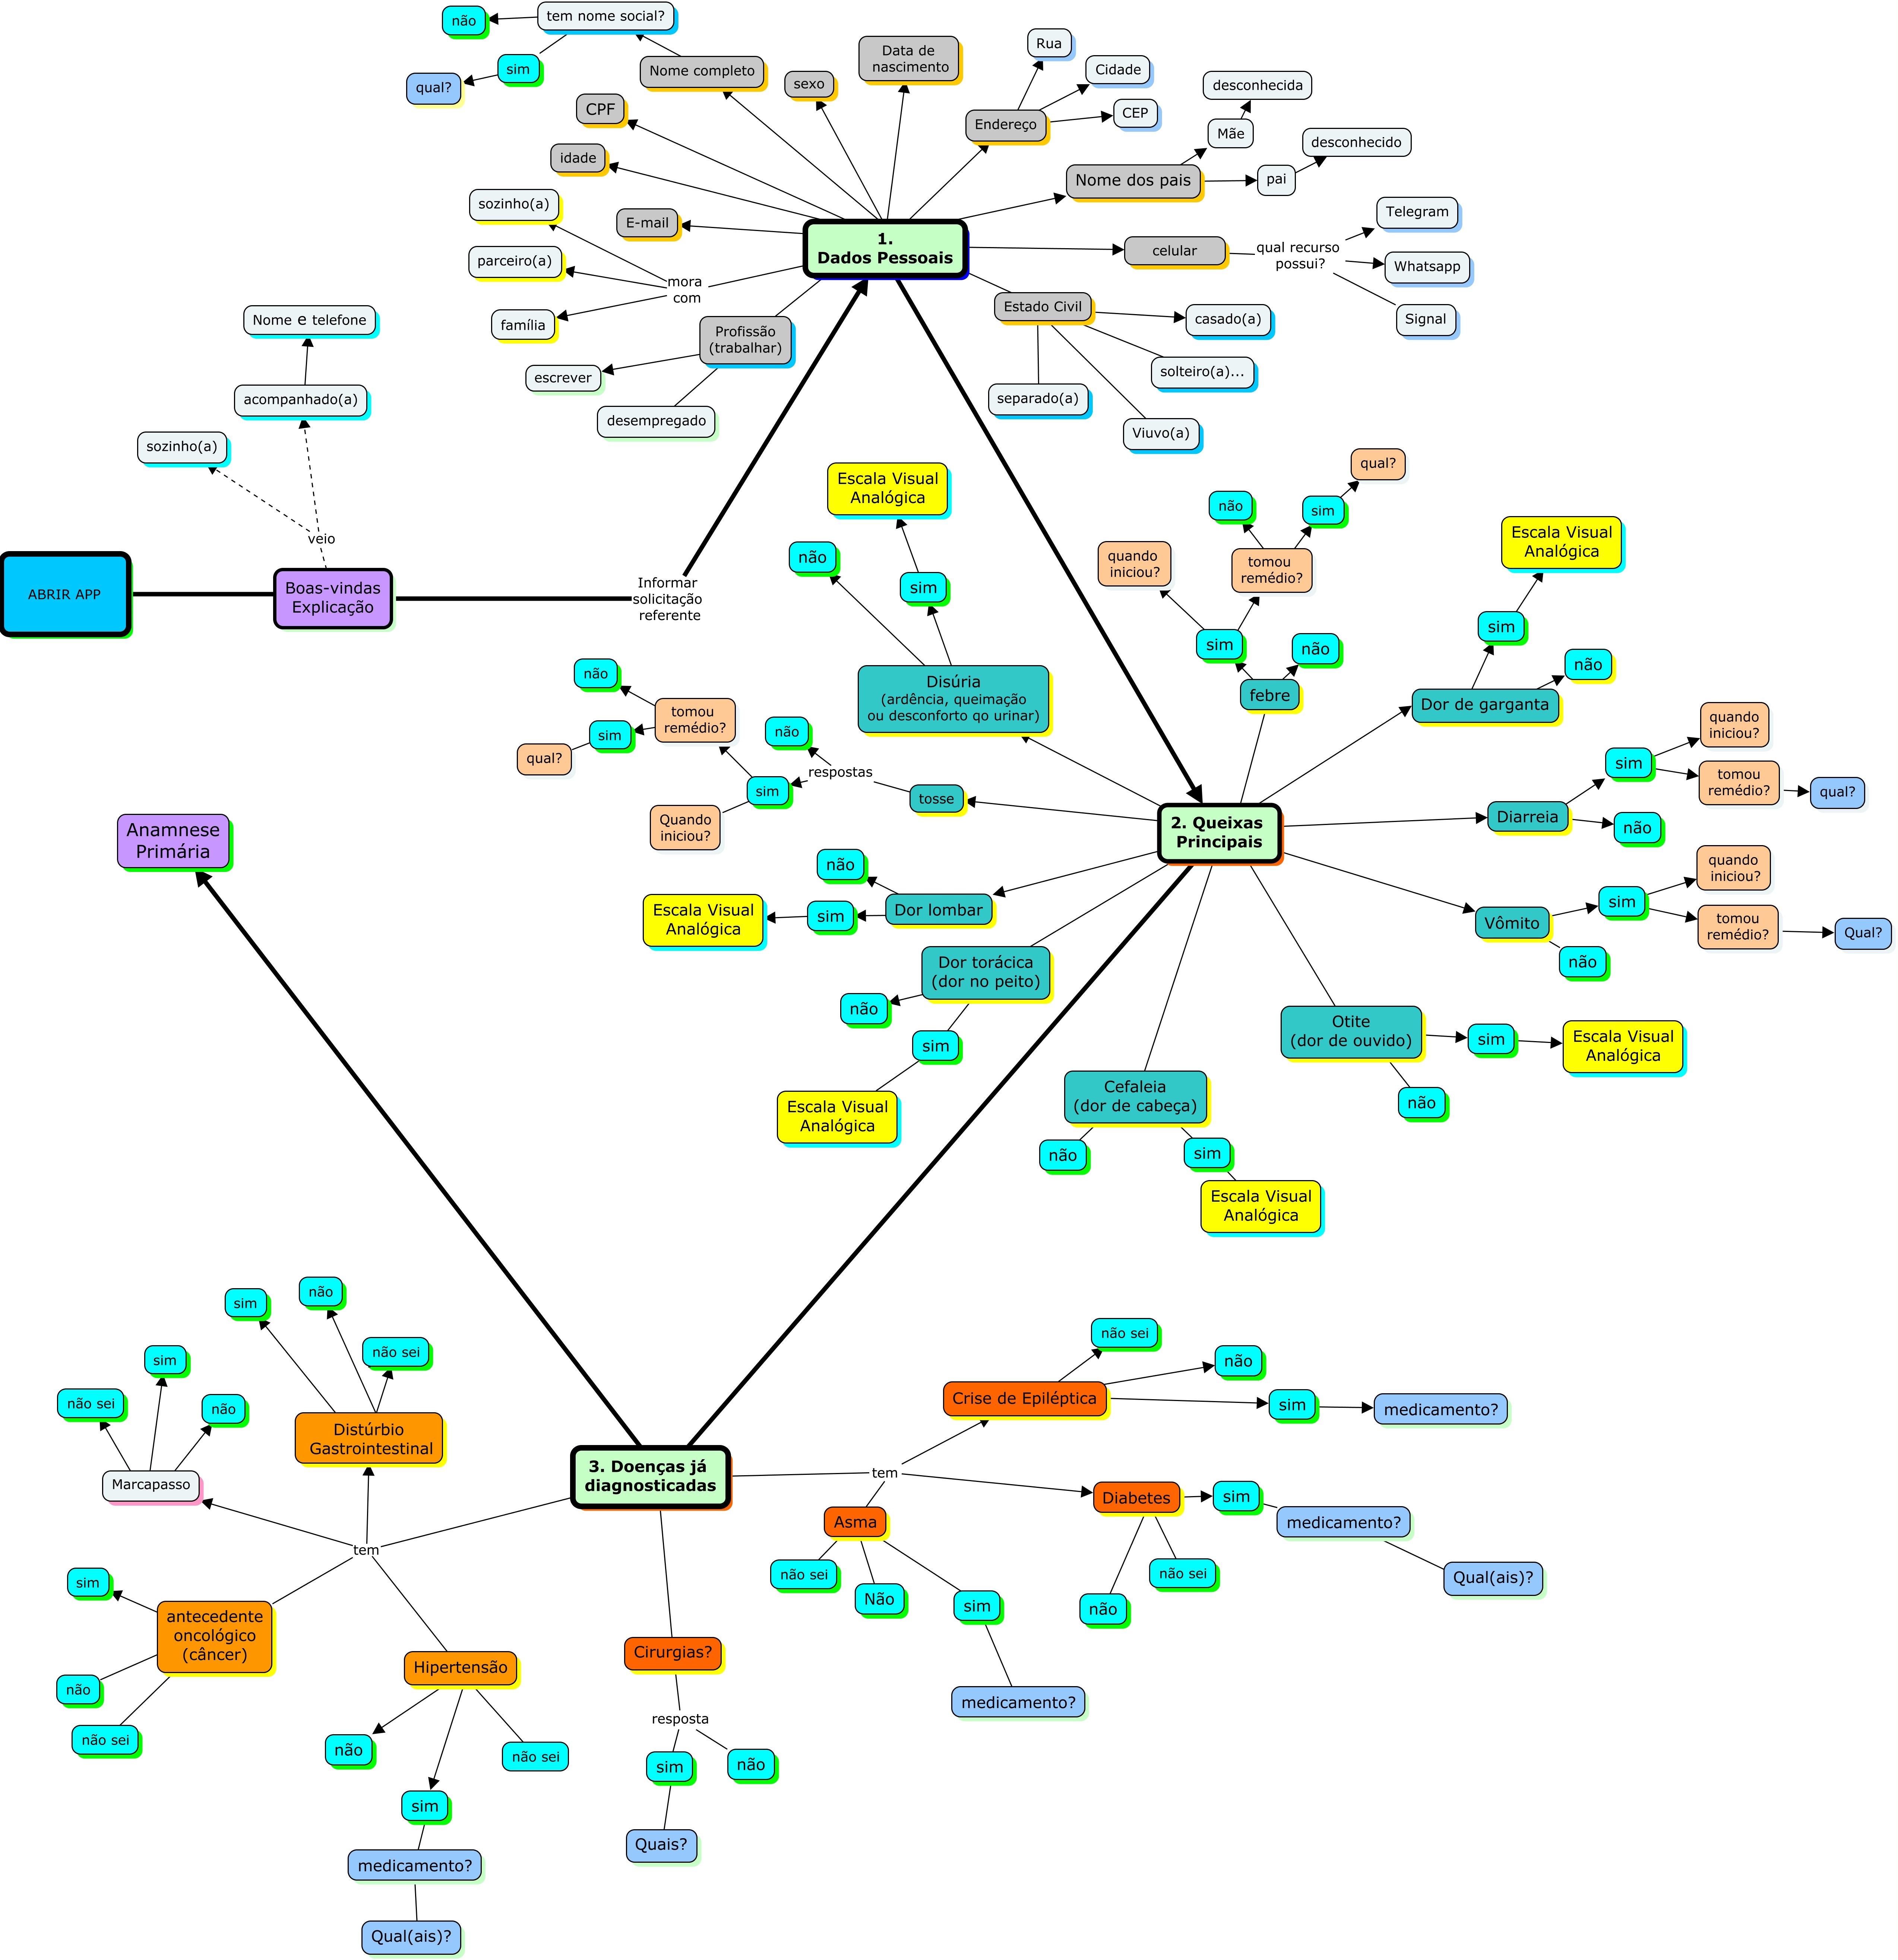 não
tem nome social?
sim
qual?
Nome completo
sexo
Data de
nascimento
Rua
Cidade
CEP
Endereço
desconhecida
Mãe
desconhecido
pai
Nome dos pais
CPF
idade
E-mail
sozinho(a)
parceiro(a)
família
mora
com
1.
Dados Pessoais
celular
qual recurso
possui?
Telegram
Whatsapp
Signal
Estado Civil
casado(a)
solteiro(a)...
separado(a)
Viuvo(a)
Profissão
(trabalhar)
escrever
desempregado
Nome e telefone
acompanhado(a)
sozinho(a)
veio
ABRIR APP
Boas-vindas
Explicação
Informar
solicitação
referente
Escala Visual
Analógica
não
sim
Disúria
(ardência, queimação
ou desconforto qo urinar)
qual?
não
sim
quando
iniciou?
tomou
remédio?
sim
não
febre
Escala Visual
Analógica
sim
não
Dor de garganta
não
tomou
remédio?
sim
qual?
não
respostas
sim
tosse
Quando
iniciou?
quando
iniciou?
sim
tomou
remédio?
qual?
Diarreia
não
2. Queixas
Principais
Anamnese
Primária
não
Dor lombar
sim
Escala Visual
Analógica
quando
iniciou?
sim
tomou
remédio?
Qual?
Vômito
não
Dor torácica
(dor no peito)
não
sim
Escala Visual
Analógica
Otite
(dor de ouvido)
sim
Escala Visual
Analógica
não
Cefaleia
(dor de cabeça)
não
sim
Escala Visual
Analógica
sim
não
não sei
Distúrbio
Gastrointestinal
sim
não sei
não
Marcapasso
tem
3. Doenças já
diagnosticadas
tem
não sei
não
Crise de Epiléptica
sim
medicamento?
Diabetes
sim
medicamento?
Qual(ais)?
não sei
não
Asma
não sei
Não
sim
medicamento?
sim
antecedente
oncológico
(câncer)
não
não sei
Hipertensão
não
não sei
sim
medicamento?
Qual(ais)?
Cirurgias?
resposta
sim
não
Quais?